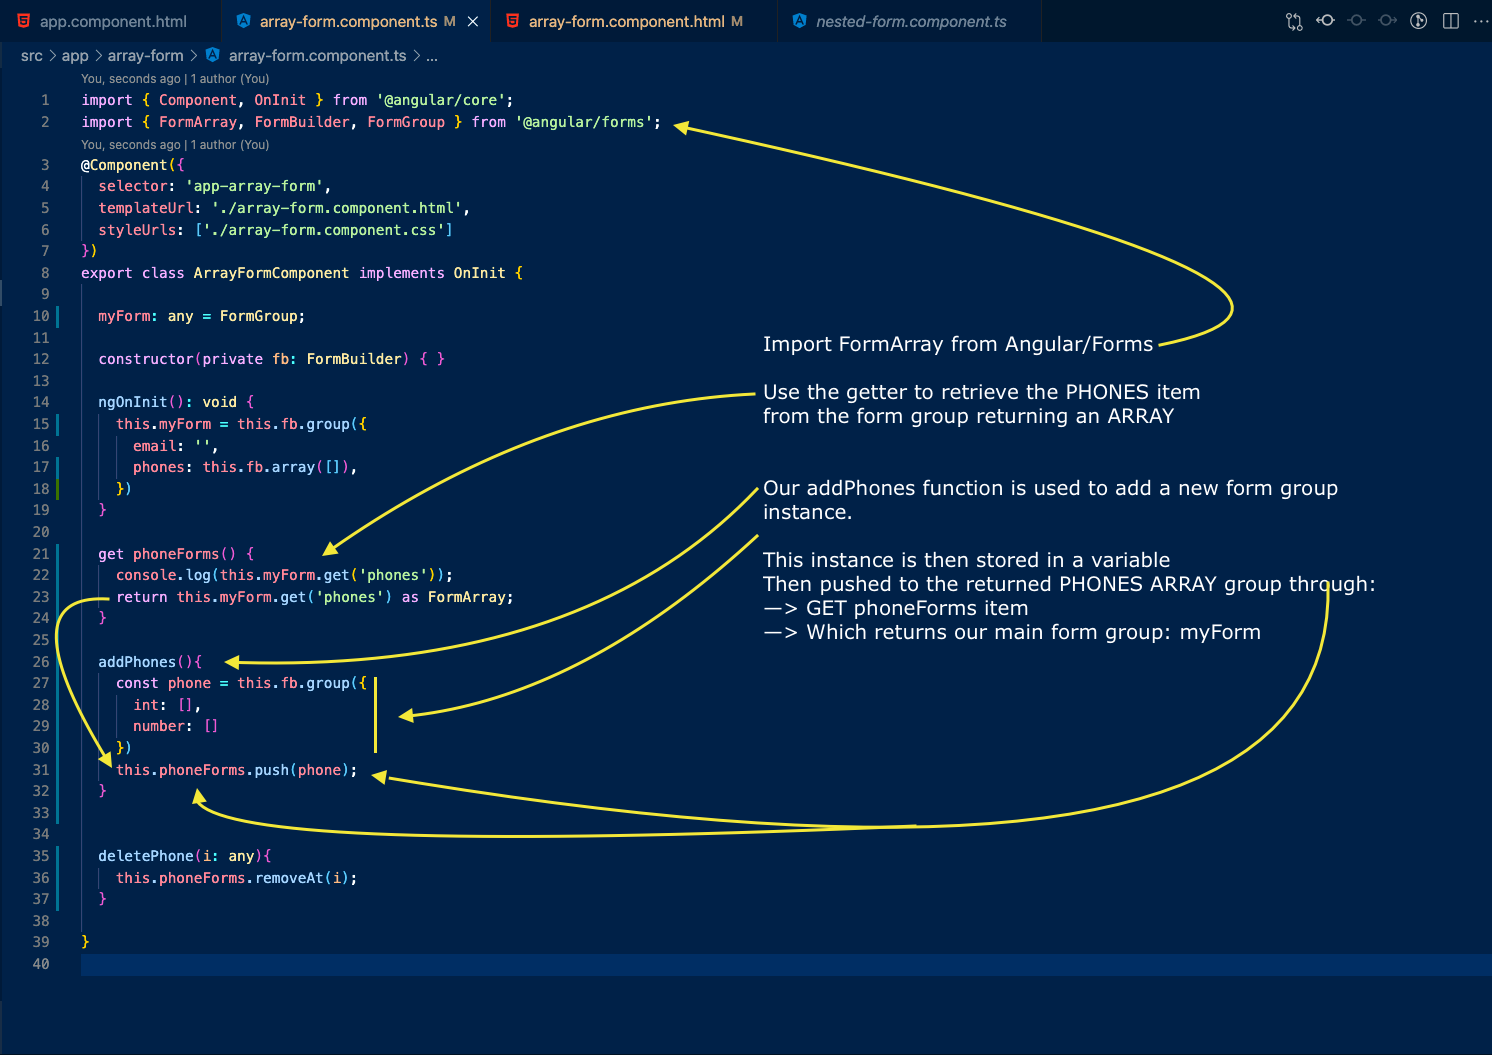 app.component.html
array-form.component.ts M
array-form.component.html M
nested-form.component.ts
src > app > array-form > array-form.component.ts > ...
You, seconds ago | 1 author (You)
1 import { Component, OnInit } from '@angular/core';
2 import { FormArray, FormBuilder, FormGroup } from '@angular/forms';
You, seconds ago | 1 author (You)
3 @Component({
4 selector: 'app-array-form',
5 templateUrl: './array-form.component.html',
6 styleUrls: ['./array-form.component.css']
7 })
8 export class ArrayFormComponent implements OnInit {
9
10 myForm: any = FormGroup;
11
12 constructor(private fb: FormBuilder) { }
13
14 ngOnInit(): void {
15 this.myForm = this.fb.group({
16 email: '',
17 phones: this.fb.array([]),
18 })
19 }
20
21 get phoneForms() {
22 console.log(this.myForm.get('phones'));
23 return this.myForm.get('phones') as FormArray;
24 }
25
26 addPhones(){
27 const phone = this.fb.group({
28 int: [],
29 number: []
30 })
31 this.phoneForms.push(phone);
32 }
33
34
35 deletePhone(i: any){
36 this.phoneForms.removeAt(i);
37 }
38
39 }
40
Import FormArray from Angular/Forms
Use the getter to retrieve the PHONES item
from the form group returning an ARRAY
Our addPhones function is used to add a new form group
instance.
This instance is then stored in a variable
Then pushed to the returned PHONES ARRAY group through:
—> GET phoneForms item
—> Which returns our main form group: myForm